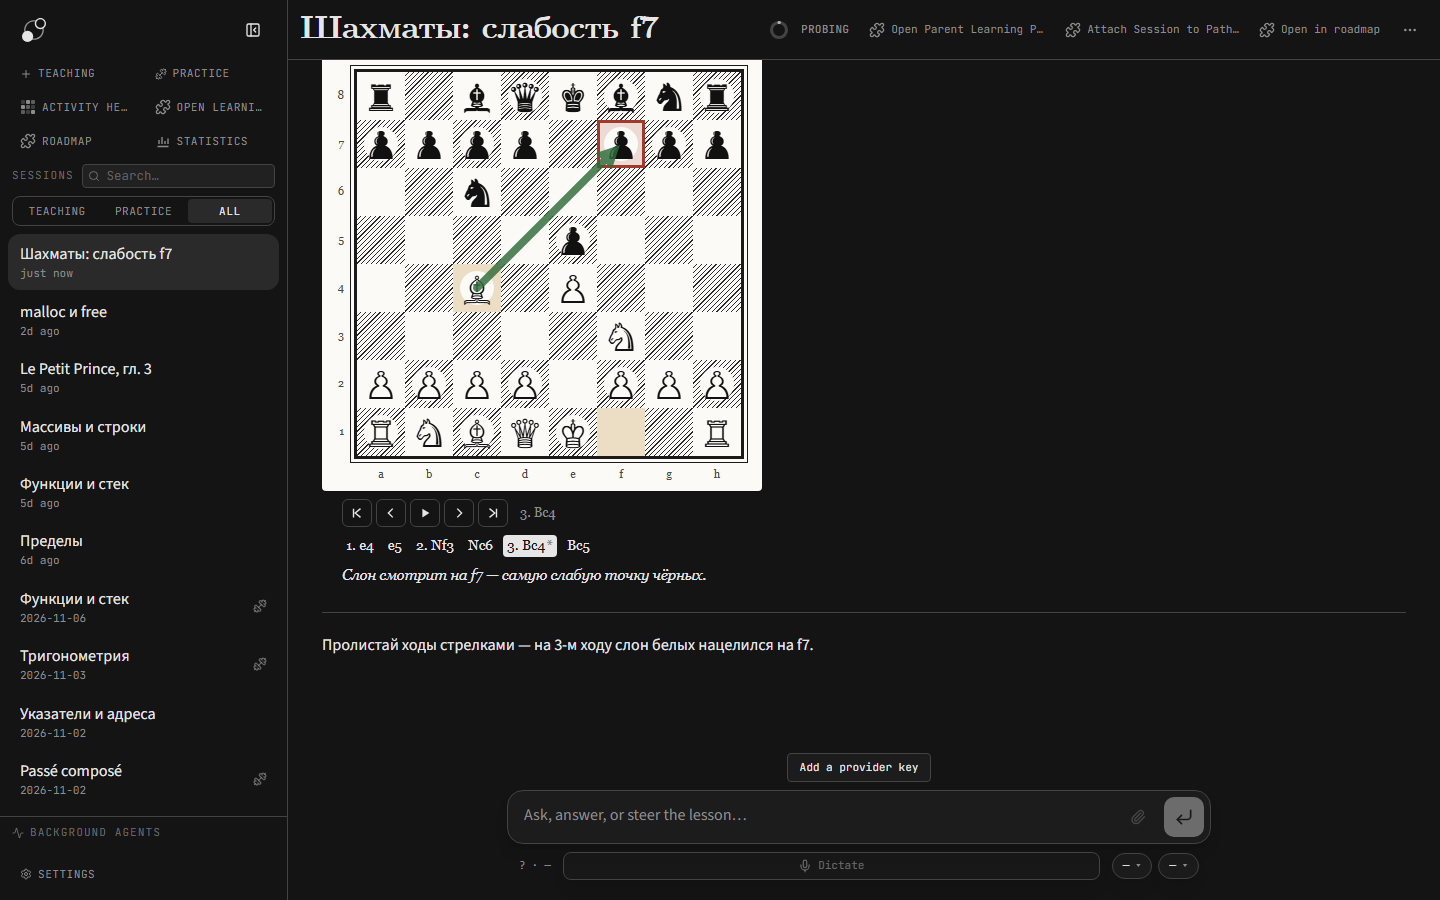 Шахматы: слабость f7
PROBING
Open Parent Learning P…
Attach Session to Path…
Open in roadmap
TEACHING
PRACTICE
ACTIVITY HE…
OPEN LEARNI…
ROADMAP
STATISTICS
SESSIONS
Search…
TEACHING
PRACTICE
ALL
Шахматы: слабость f7
just now
malloc и free
2d ago
Le Petit Prince, гл. 3
5d ago
Массивы и строки
5d ago
Функции и стек
5d ago
Пределы
6d ago
Функции и стек
2026-11-06
Тригонометрия
2026-11-03
Указатели и адреса
2026-11-02
Passé composé
2026-11-02
BACKGROUND AGENTS
SETTINGS
8
7
6
5
4
3
2
1
a b c d e f g h
3. Bc4
1. e4 e5 2. Nf3 Nc6 3. Bc4* Bc5
Слон смотрит на f7 — самую слабую точку чёрных.
Пролистай ходы стрелками — на 3-м ходу слон белых нацелился на f7.
Add a provider key
Ask, answer, or steer the lesson…
? · —
Dictate
—
—